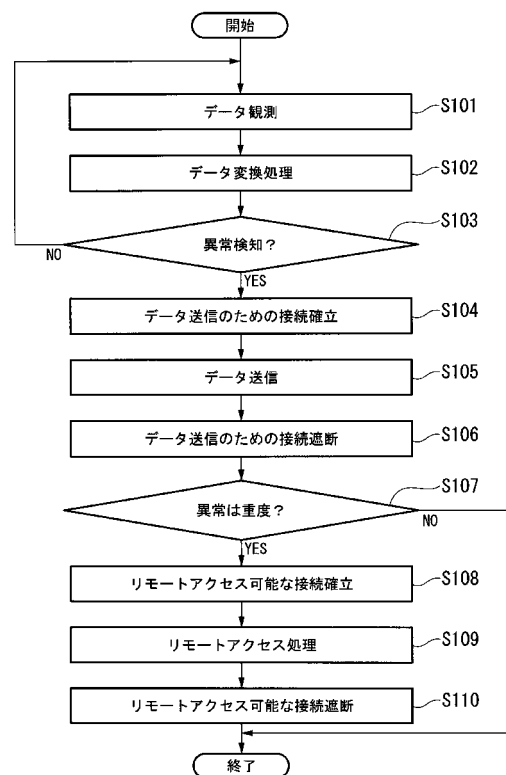 開始
データ観測
S101
データ変換処理
S102
異常検知？
S103
NO
YES
データ送信のための接続確立
S104
データ送信
S105
データ送信のための接続遮断
S106
異常は重度？
S107
NO
YES
リモートアクセス可能な接続確立
S108
リモートアクセス処理
S109
リモートアクセス可能な接続遮断
S110
終了